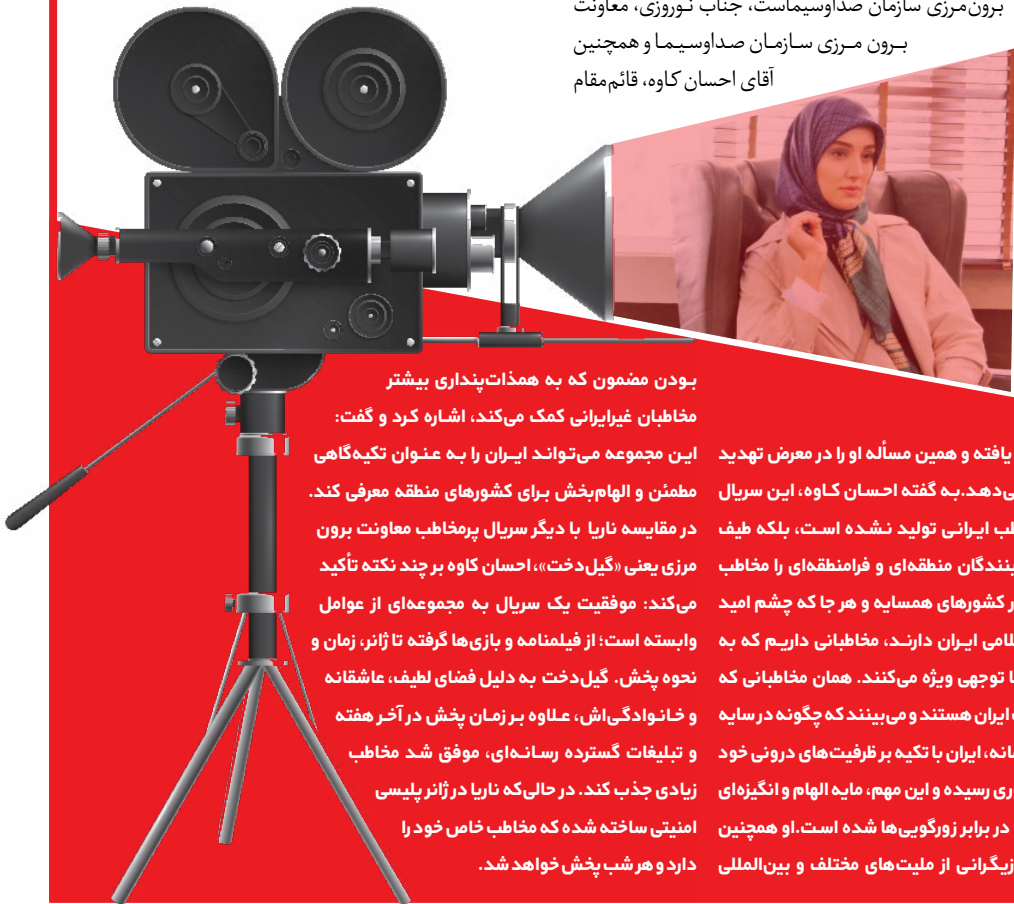 برون‌مرزی سازمان صداوسیماست، جناب نوروزی، معاونت
برون مرزی سازمان صداوسیما و همچنین
آقای احسان کاوه، قائم‌مقام
یافته و همین مسأله او را در معرض تهدید
ی‌دهد.به گفته احسان کاوه، این سریال
طب ایرانی تولید نشده است، بلکه طیف
ینندگان منطقه‌ای و فرامنطقه‌ای را مخاطب
ر کشورهای همسایه و هر جا که چشم امید
لامی ایران دارند، مخاطبانی داریم که به
ا توجهی ویژه می‌کنند. همان مخاطبانی که
ایران هستند و می‌بینند که چگونه در سایه
مانه، ایران با تکیه بر ظرفیت‌های درونی خود
وری رسیده و این مهم، مایه الهام و انگیزه‌ای
در برابر زورگویی‌ها شده است.او همچنین
زیگرانی از ملیت‌های مختلف و بین‌المللی
بودن مضمون که به همذات‌پنداری بیشتر
مخاطبان غیرایرانی کمک می‌کند، اشاره کرد و گفت:
این مجموعه می‌تواند ایران را به عنوان تکیه‌گاهی
مطمئن و الهام‌بخش برای کشورهای منطقه معرفی کند.
در مقایسه ناریا با دیگر سریال پرمخاطب معاونت برون
مرزی یعنی «گیل‌دخت»، احسان کاوه بر چند نکته تأکید
می‌کند: موفقیت یک سریال به مجموعه‌ای از عوامل
وابسته است؛ از فیلمنامه و بازی‌ها گرفته تا ژانر، زمان و
نحوه پخش. گیل‌دخت به دلیل فضای لطیف، عاشقانه
و خانوادگی‌اش، علاوه بر زمان پخش در آخر هفته
و تبلیغات گسترده رسانه‌ای، موفق شد مخاطب
زیادی جذب کند. در حالی‌که ناریا در ژانر پلیسی
امنیتی ساخته شده که مخاطب خاص خود را
دارد و هر شب پخش خواهد شد.